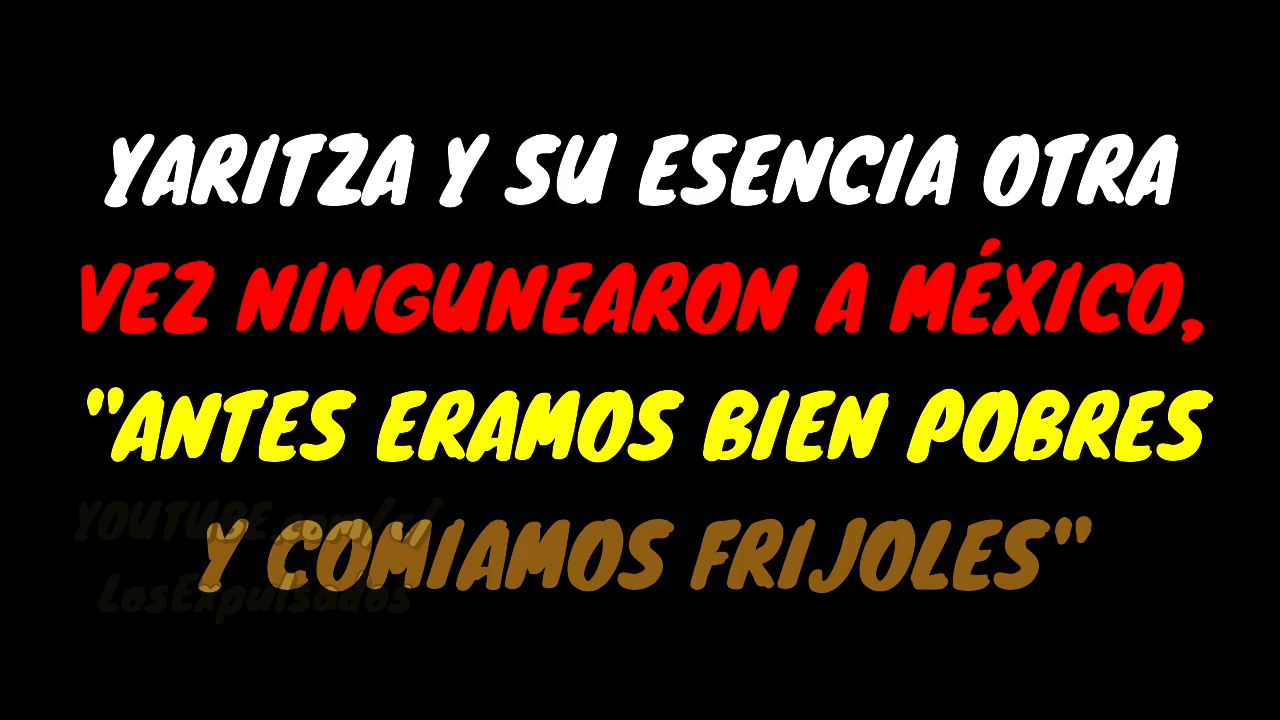 YARITZA Y SU ESENCIA OTRA
VEZ NINGUNEARON A MÉXICO,
"ANTES ERAMOS BIEN POBRES
Y COMIAMOS FRIJOLES"
YOUTUBE.com/c/
LosExpulsados